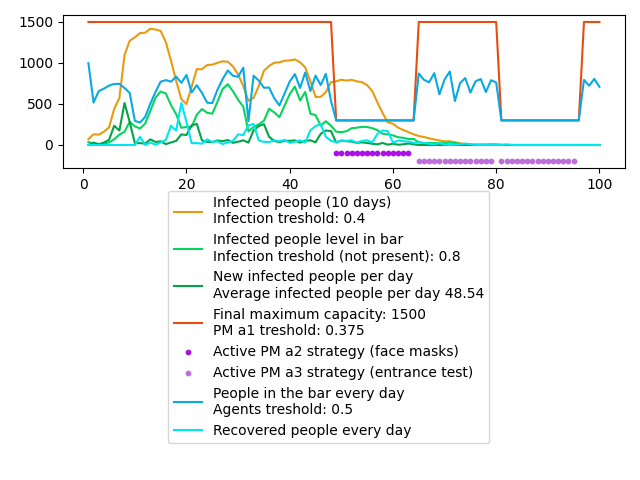 1500
1000
500
0
0 20 40 60 80 100
Infected people (10 days)
Infection treshold: 0.4
Infected people level in bar
Infection treshold (not present): 0.8
New infected people per day
Average infected people per day 48.54
Final maximum capacity: 1500
PM a1 treshold: 0.375
Active PM a2 strategy (face masks)
Active PM a3 strategy (entrance test)
People in the bar every day
Agents treshold: 0.5
Recovered people every day